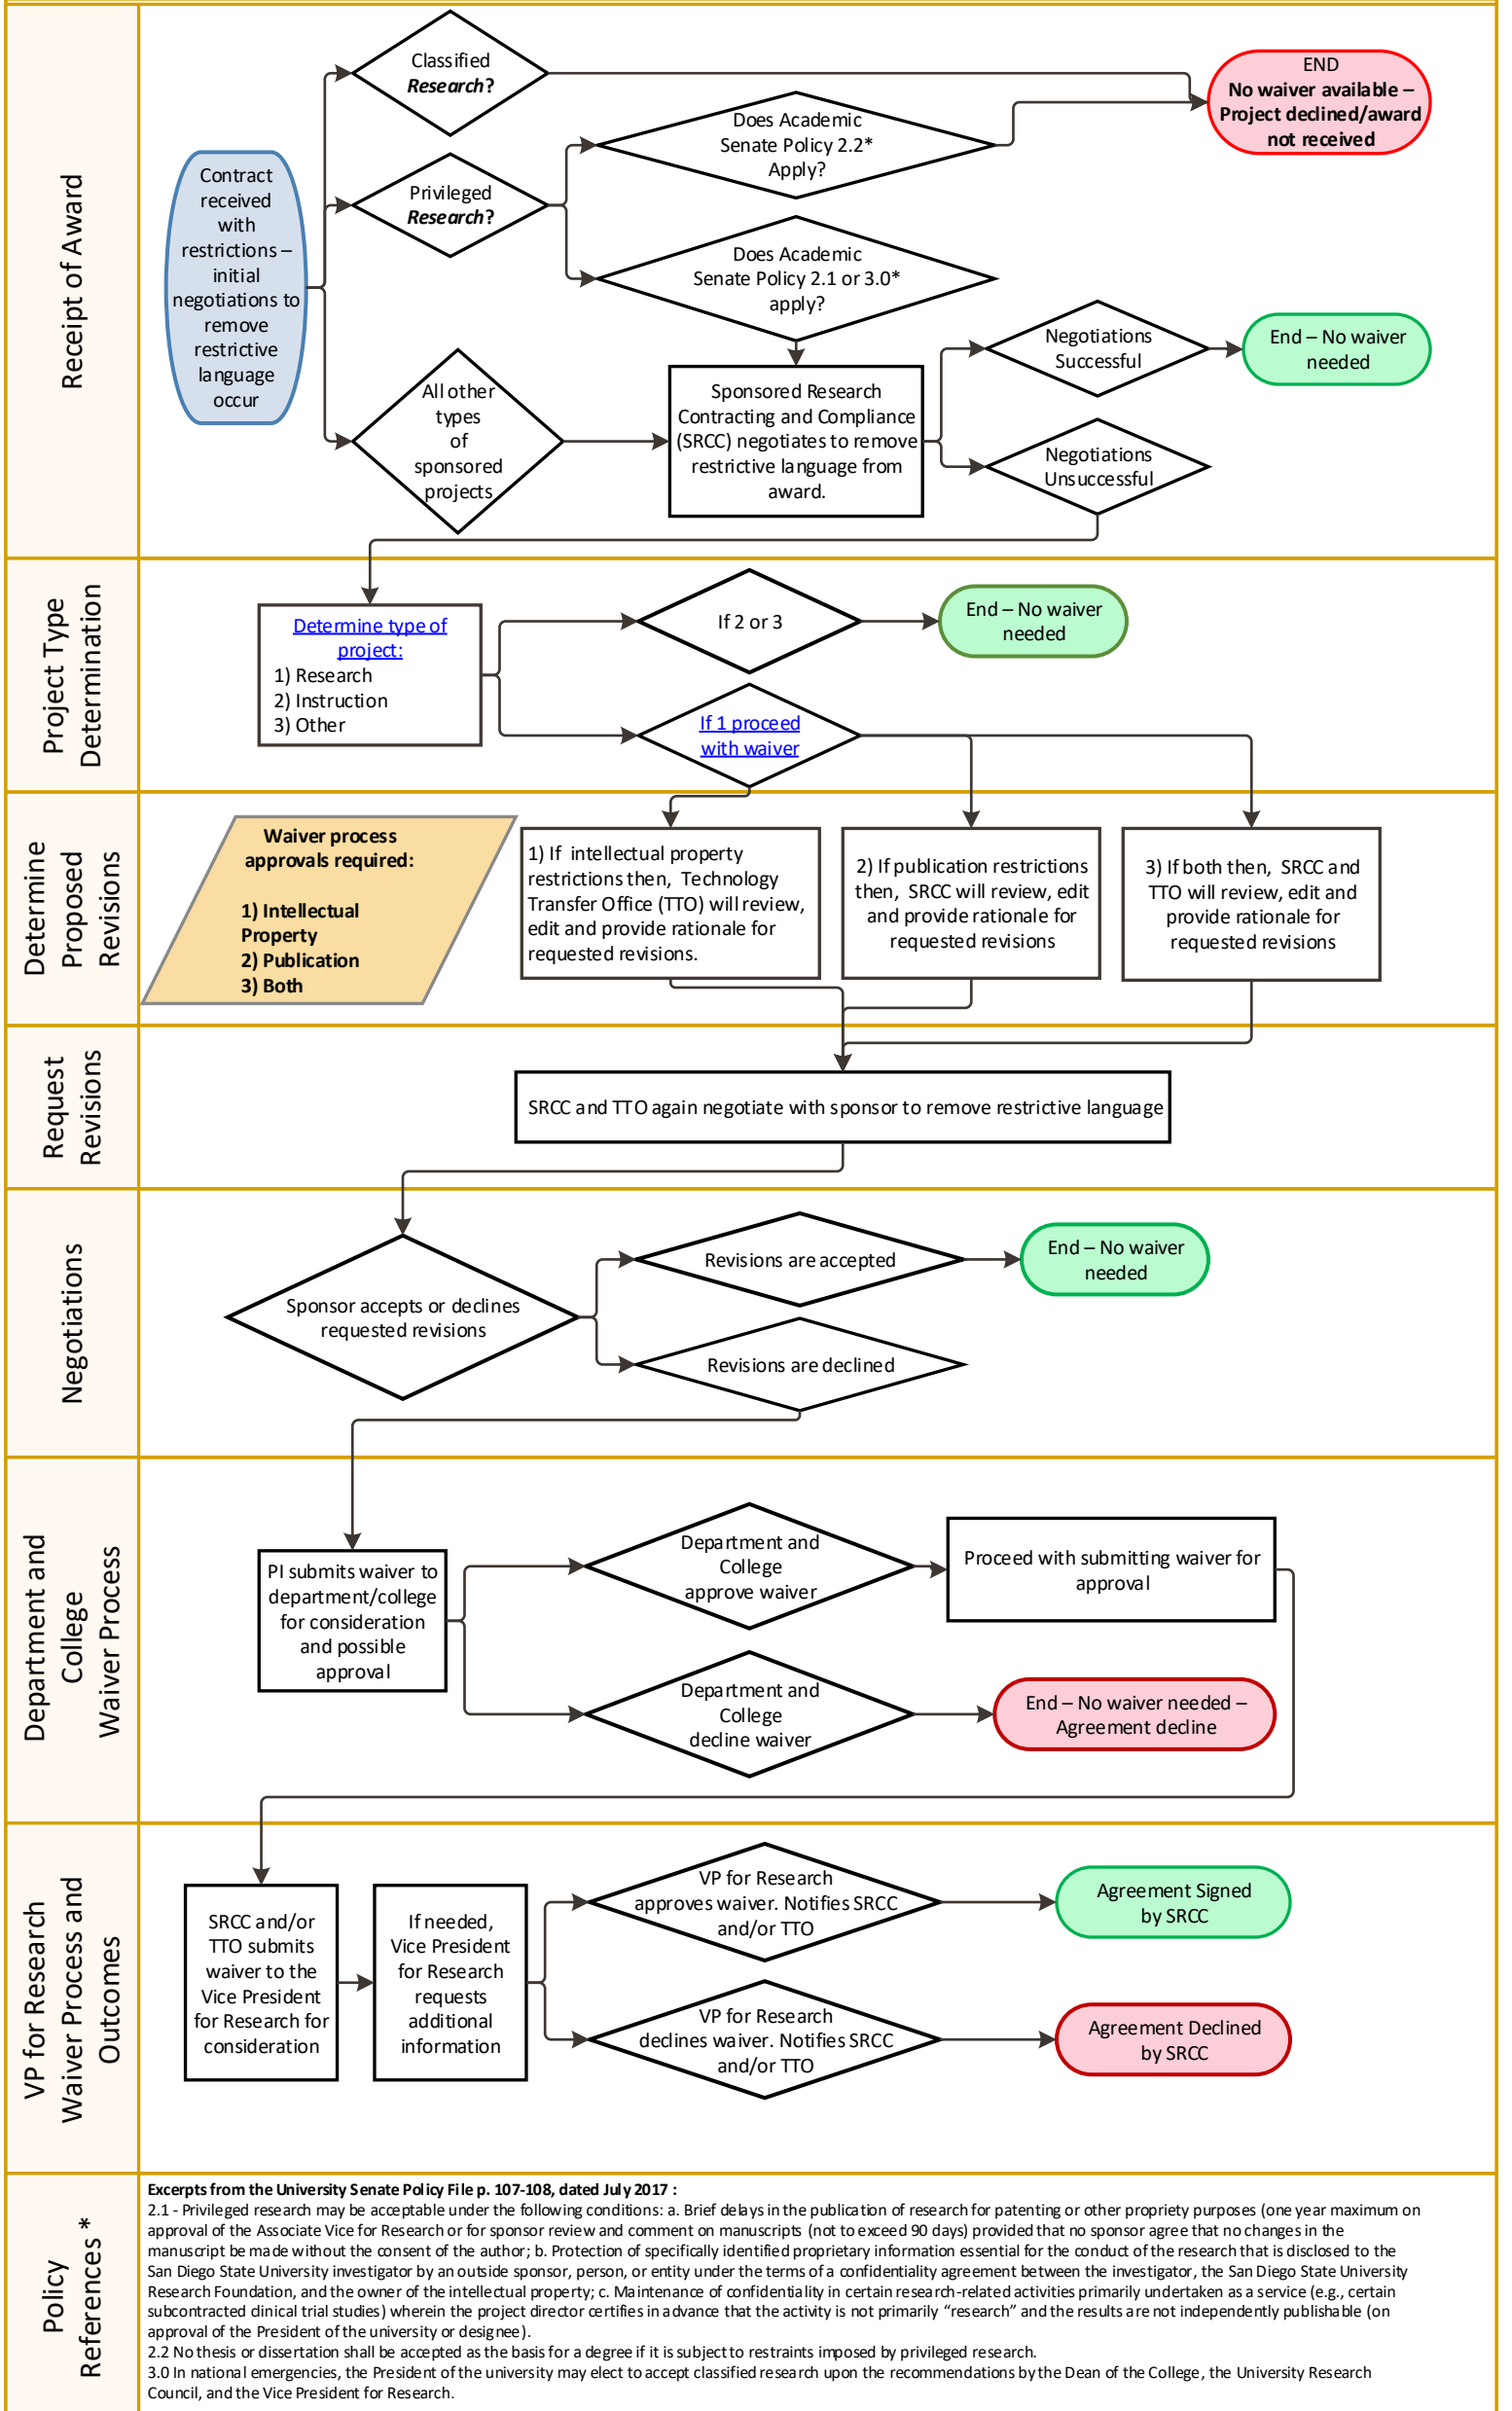 Receipt of Award
Contract
received
with
restrictions –
initial
negotiations to
remove
restrictive
language
occur
Classified
Research?
Privileged
Research?
All other
types
of
sponsored
projects
Does Academic
Senate Policy 2.2*
Apply?
Does Academic
Senate Policy 2.1 or 3.0*
apply?
END
No waiver available –
Project declined/award
not received
Sponsored Research
Contracting and Compliance
(SRCC) negotiates to remove
restrictive language from
award.
Negotiations
Successful
End – No waiver
needed
Negotiations
Unsuccessful
Project Type
Determination
Determine type of
project:
1) Research
2) Instruction
3) Other
If 2 or 3
End – No waiver
needed
If 1 proceed
with waiver
Determine
Proposed
Revisions
Waiver process
approvals required:
1) Intellectual
Property
2) Publication
3) Both
1) If intellectual property
restrictions then, Technology
Transfer Office (TTO) will review,
edit and provide rationale for
requested revisions.
2) If publication restrictions
then, SRCC will review, edit
and provide rationale for
requested revisions
3) If both then, SRCC and
TTO will review, edit and
provide rationale for
requested revisions
Request
Revisions
SRCC and TTO again negotiate with sponsor to remove restrictive language
Negotiations
Sponsor accepts or declines
requested revisions
Revisions are accepted
End – No waiver
needed
Revisions are declined
Department and
College
Waiver Process
PI submits waiver to
department/college
for consideration
and possible
approval
Department and
College
approve waiver
Proceed with submitting waiver for
approval
Department and
College
decline waiver
End – No waiver needed –
Agreement decline
VP for Research
Waiver Process and
Outcomes
SRCC and/or
TTO submits
waiver to the
Vice President
for Research for
consideration
If needed,
Vice President
for Research
requests
additional
information
VP for Research
approves waiver. Notifies SRCC
and/or TTO
Agreement Signed
by SRCC
VP for Research
declines waiver. Notifies SRCC
and/or TTO
Agreement Declined
by SRCC
Policy
References *
Excerpts from the University Senate Policy File p. 107-108, dated July 2017 :
2.1 - Privileged research may be acceptable under the following conditions: a. Brief delays in the publication of research for patenting or other propriety purposes (one year maximum on
approval of the Associate Vice for Research or for sponsor review and comment on manuscripts (not to exceed 90 days) provided that no sponsor agree that no changes in the
manuscript be made without the consent of the author; b. Protection of specifically identified proprietary information essential for the conduct of the research that is disclosed to the
San Diego State University investigator by an outside sponsor, person, or entity under the terms of a confidentiality agreement between the investigator, the San Diego State University
Research Foundation, and the owner of the intellectual property; c. Maintenance of confidentiality in certain research-related activities primarily undertaken as a service (e.g., certain
subcontracted clinical trial studies) wherein the project director certifies in advance that the activity is not primarily “research” and the results are not independently publishable (on
approval of the President of the university or designee).
2.2 No thesis or dissertation shall be accepted as the basis for a degree if it is subject to restraints imposed by privileged research.
3.0 In national emergencies, the President of the university may elect to accept classified research upon the recommendations by the Dean of the College, the University Research
Council, and the Vice President for Research.